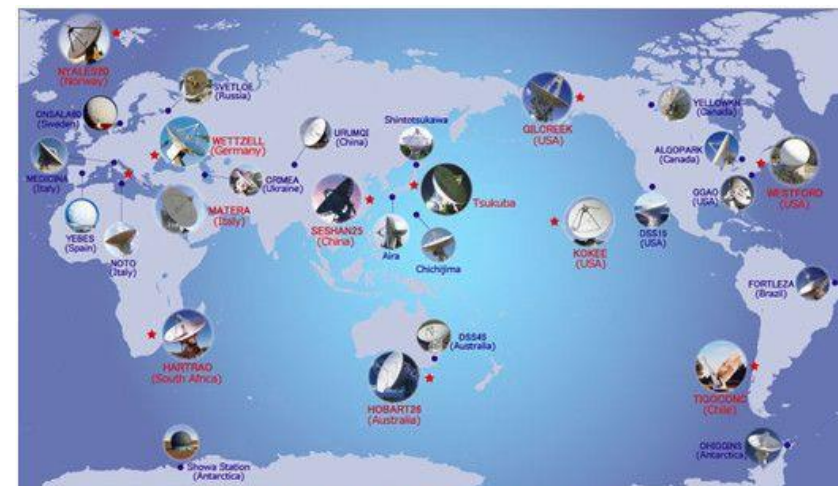 NYALES20
(Norway)
SVETLOE
(Russia)
ONSALA60
(Sweden)
WETTZELL
(Germany)
URUMQI
(China)
Shintotsukawa
GILCREEK
(USA)
YELLOWKN
(Canada)
ALGOPARK
(Canada)
MEDICINA
(Italy)
CRIMEA
(Ukraine)
GGAO
(USA)
WESTFORD
(USA)
MATERA
(Italy)
Tsukuba
YEBES
(Spain)
NOTO
(Italy)
SESHAN25
(China)
Aira
Chichijima
KOKEE
(USA)
DSS15
(USA)
FORTLEZA
(Brazil)
HARTRAO
(South Africa)
DSS45
(Australia)
HOBART26
(Australia)
TIGOCONC
(Chile)
Showa Station
(Antarctica)
OHIGGINS
(Antarctica)